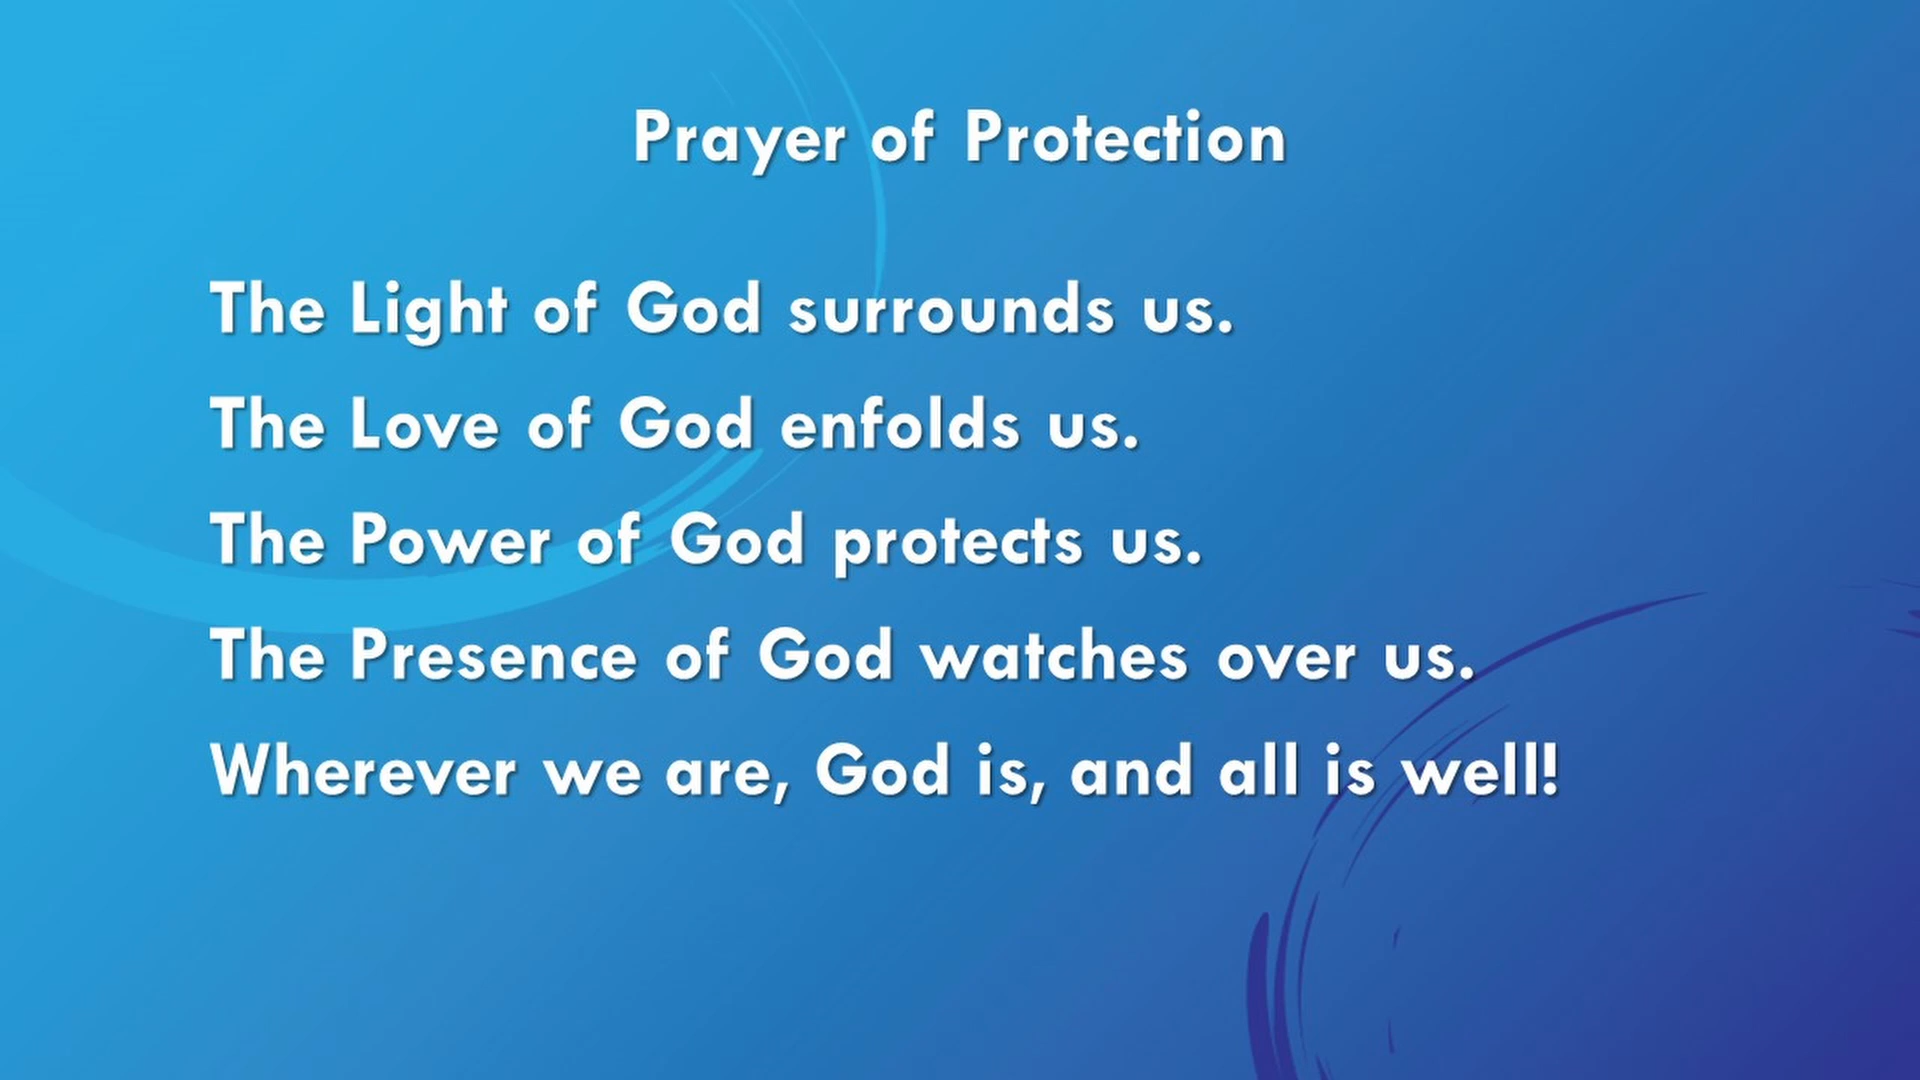 Prayer of Protection
The Light of God surrounds us.
The Love of God enfolds us.
The Power of God protects us.
The Presence of God watches over us.
Wherever we are, God is, and all is well!